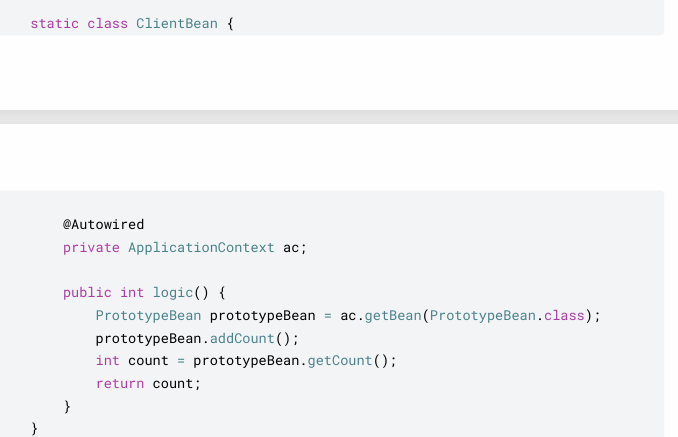 static class ClientBean {
@Autowired
private ApplicationContext ac;
public int logic() {
PrototypeBean prototypeBean = ac.getBean(PrototypeBean.class);
prototypeBean.addCount();
int count = prototypeBean.getCount();
return count;
}
}